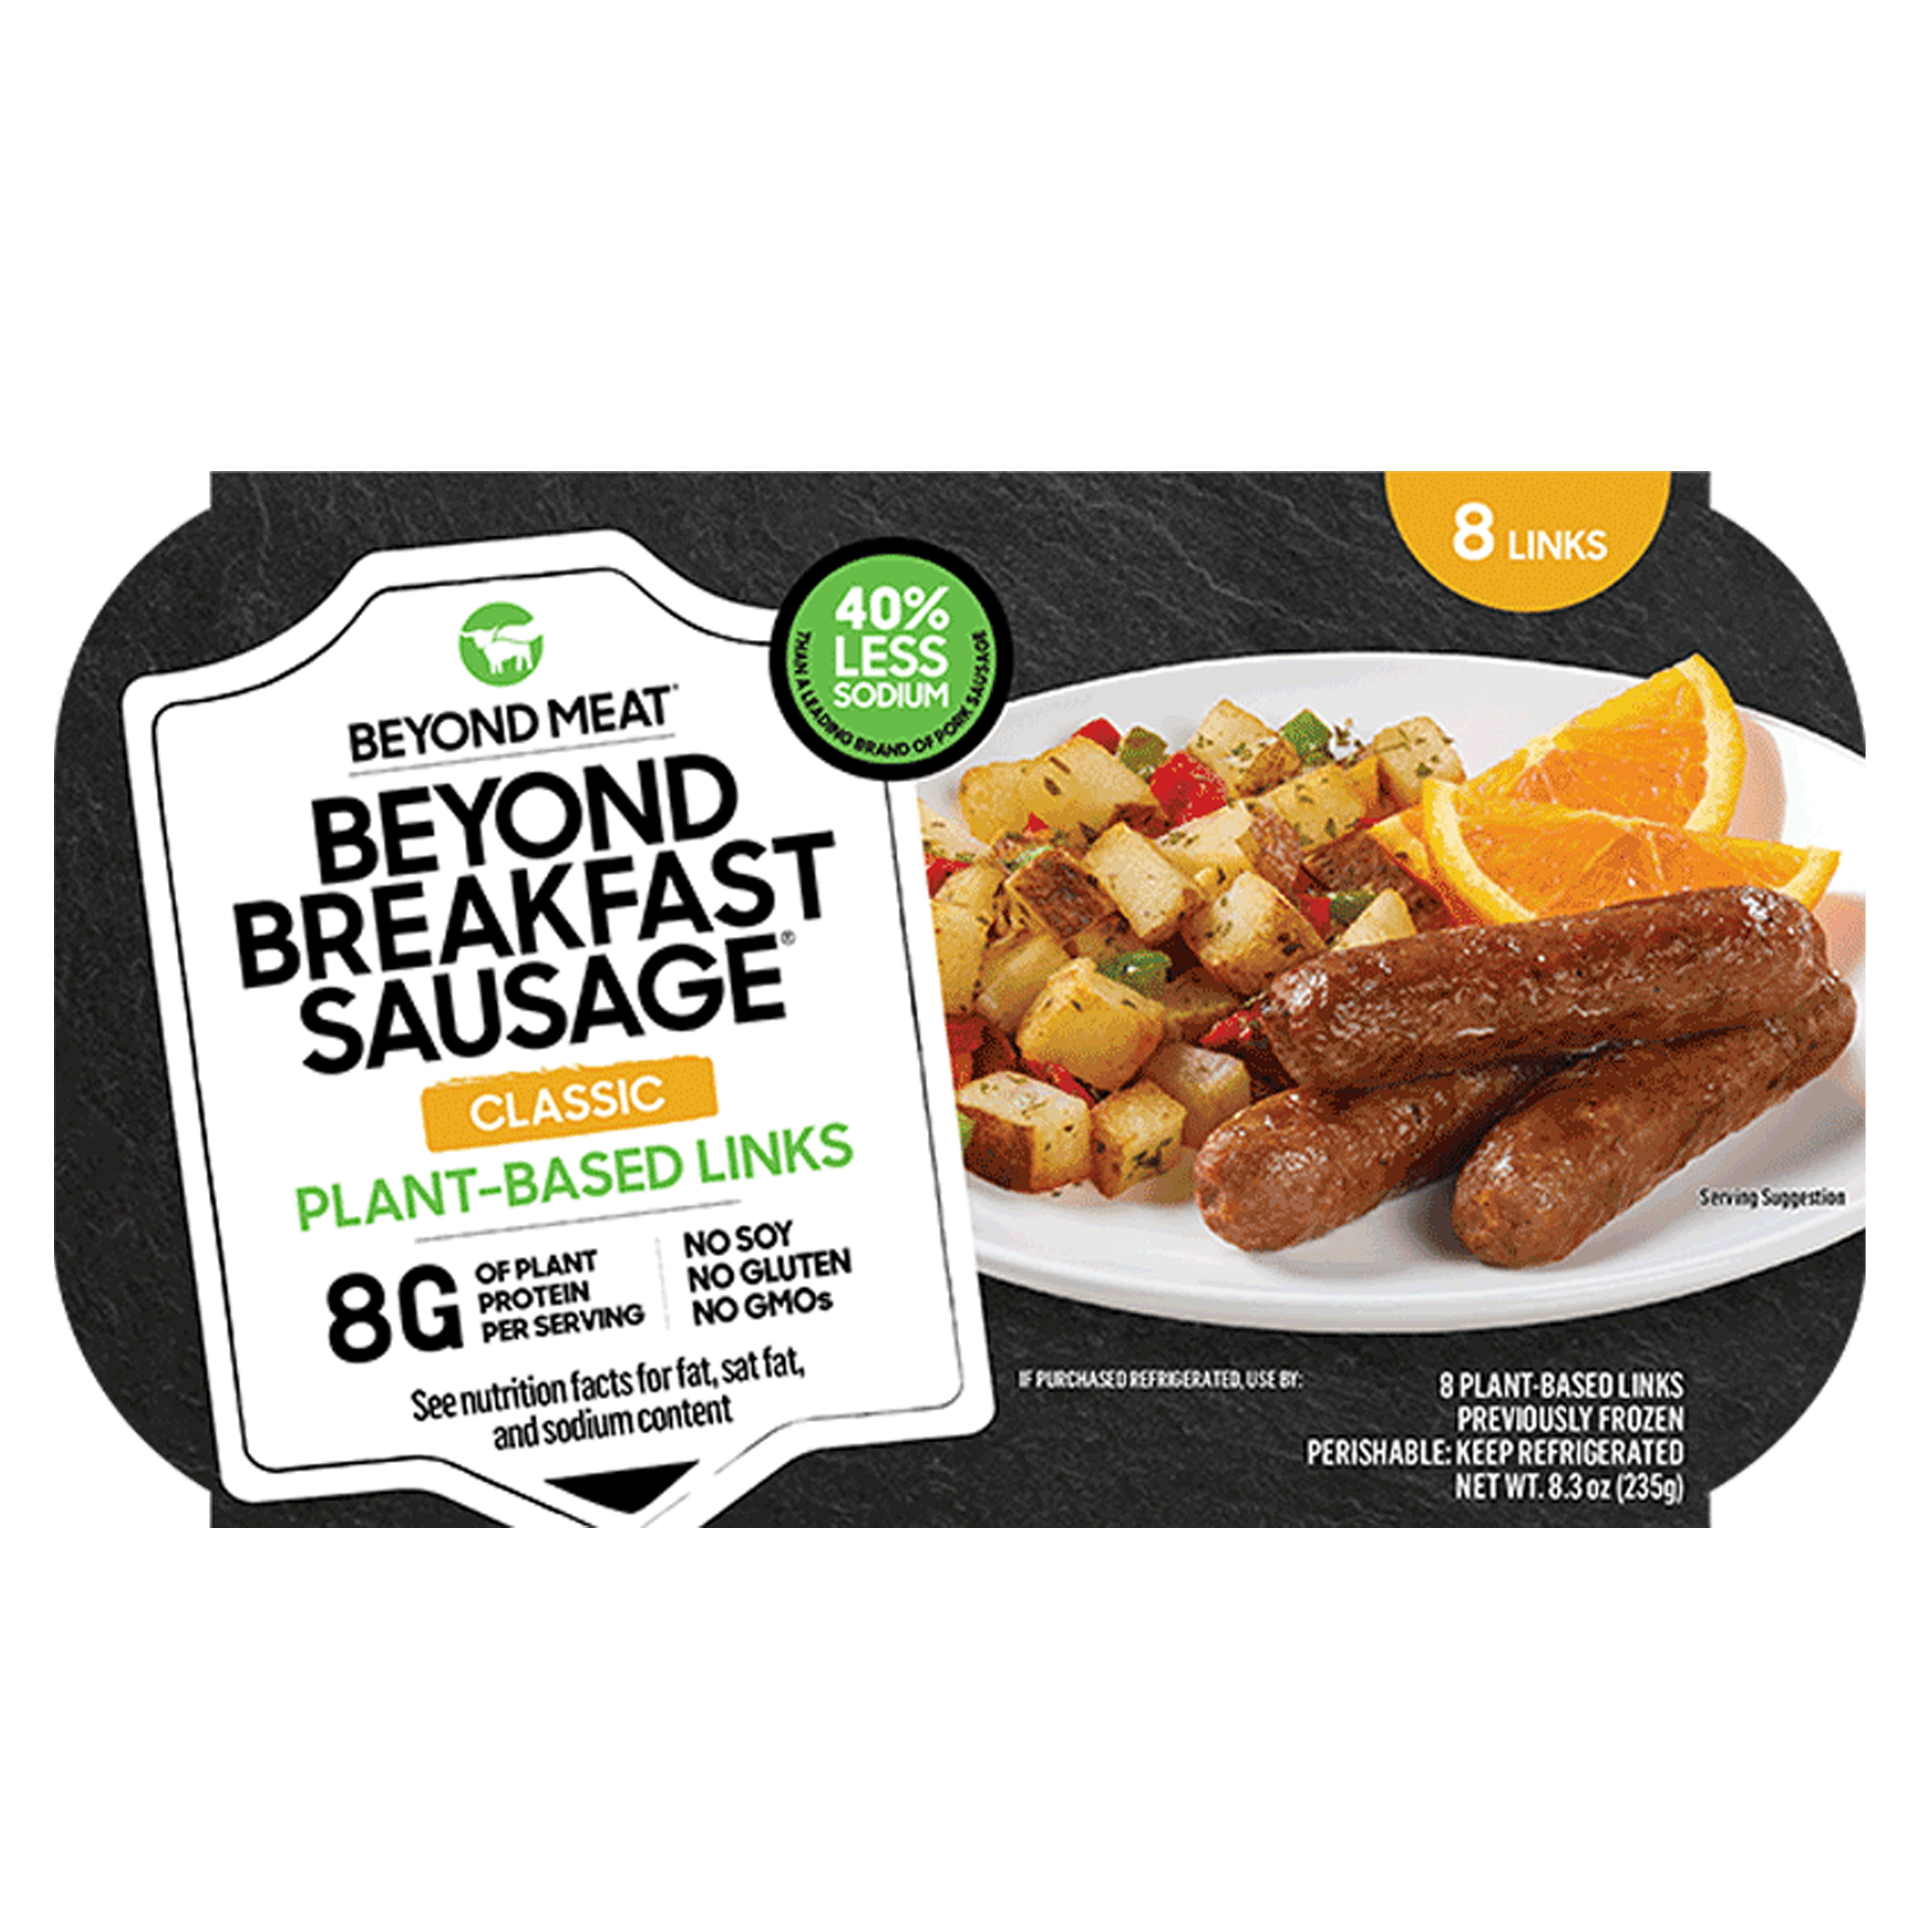 BEYOND MEAT
BEYOND
BREAKFAST
SAUSAGE®
CLASSIC
PLANT-BASED LINKS
8G
OF PLANT
PROTEIN
PER SERVING
NO SOY
NO GLUTEN
NO GMOs
See nutrition facts for fat, sat fat,
and sodium content
40%
LESS
SODIUM
THAN A LEADING BRAND OF PORK SAUSAGE
8 LINKS
Serving Suggestion
IF PURCHASED REFRIGERATED, USE BY:
8 PLANT-BASED LINKS
PREVIOUSLY FROZEN
PERISHABLE: KEEP REFRIGERATED
NET WT. 8.3 oz (235g)